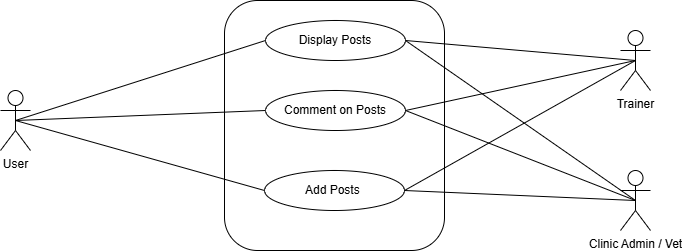 Display Posts
Trainer
Comment on Posts
User
Add Posts
Clinic Admin / Vet